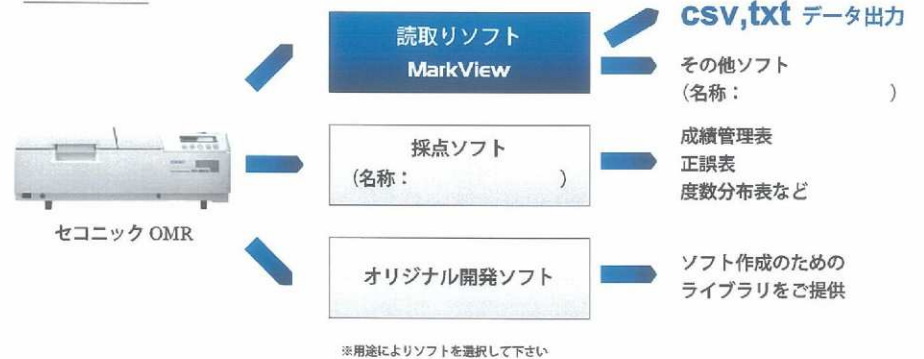 読取りソフト
MarkView
csv,txt データ出力
その他ソフト
(名称： )
採点ソフト
(名称： )
成績管理表
正誤表
度数分布表など
セコニック OMR
オリジナル開発ソフト
ソフト作成のための
ライブラリをご提供
※用途によりソフトを選択して下さい